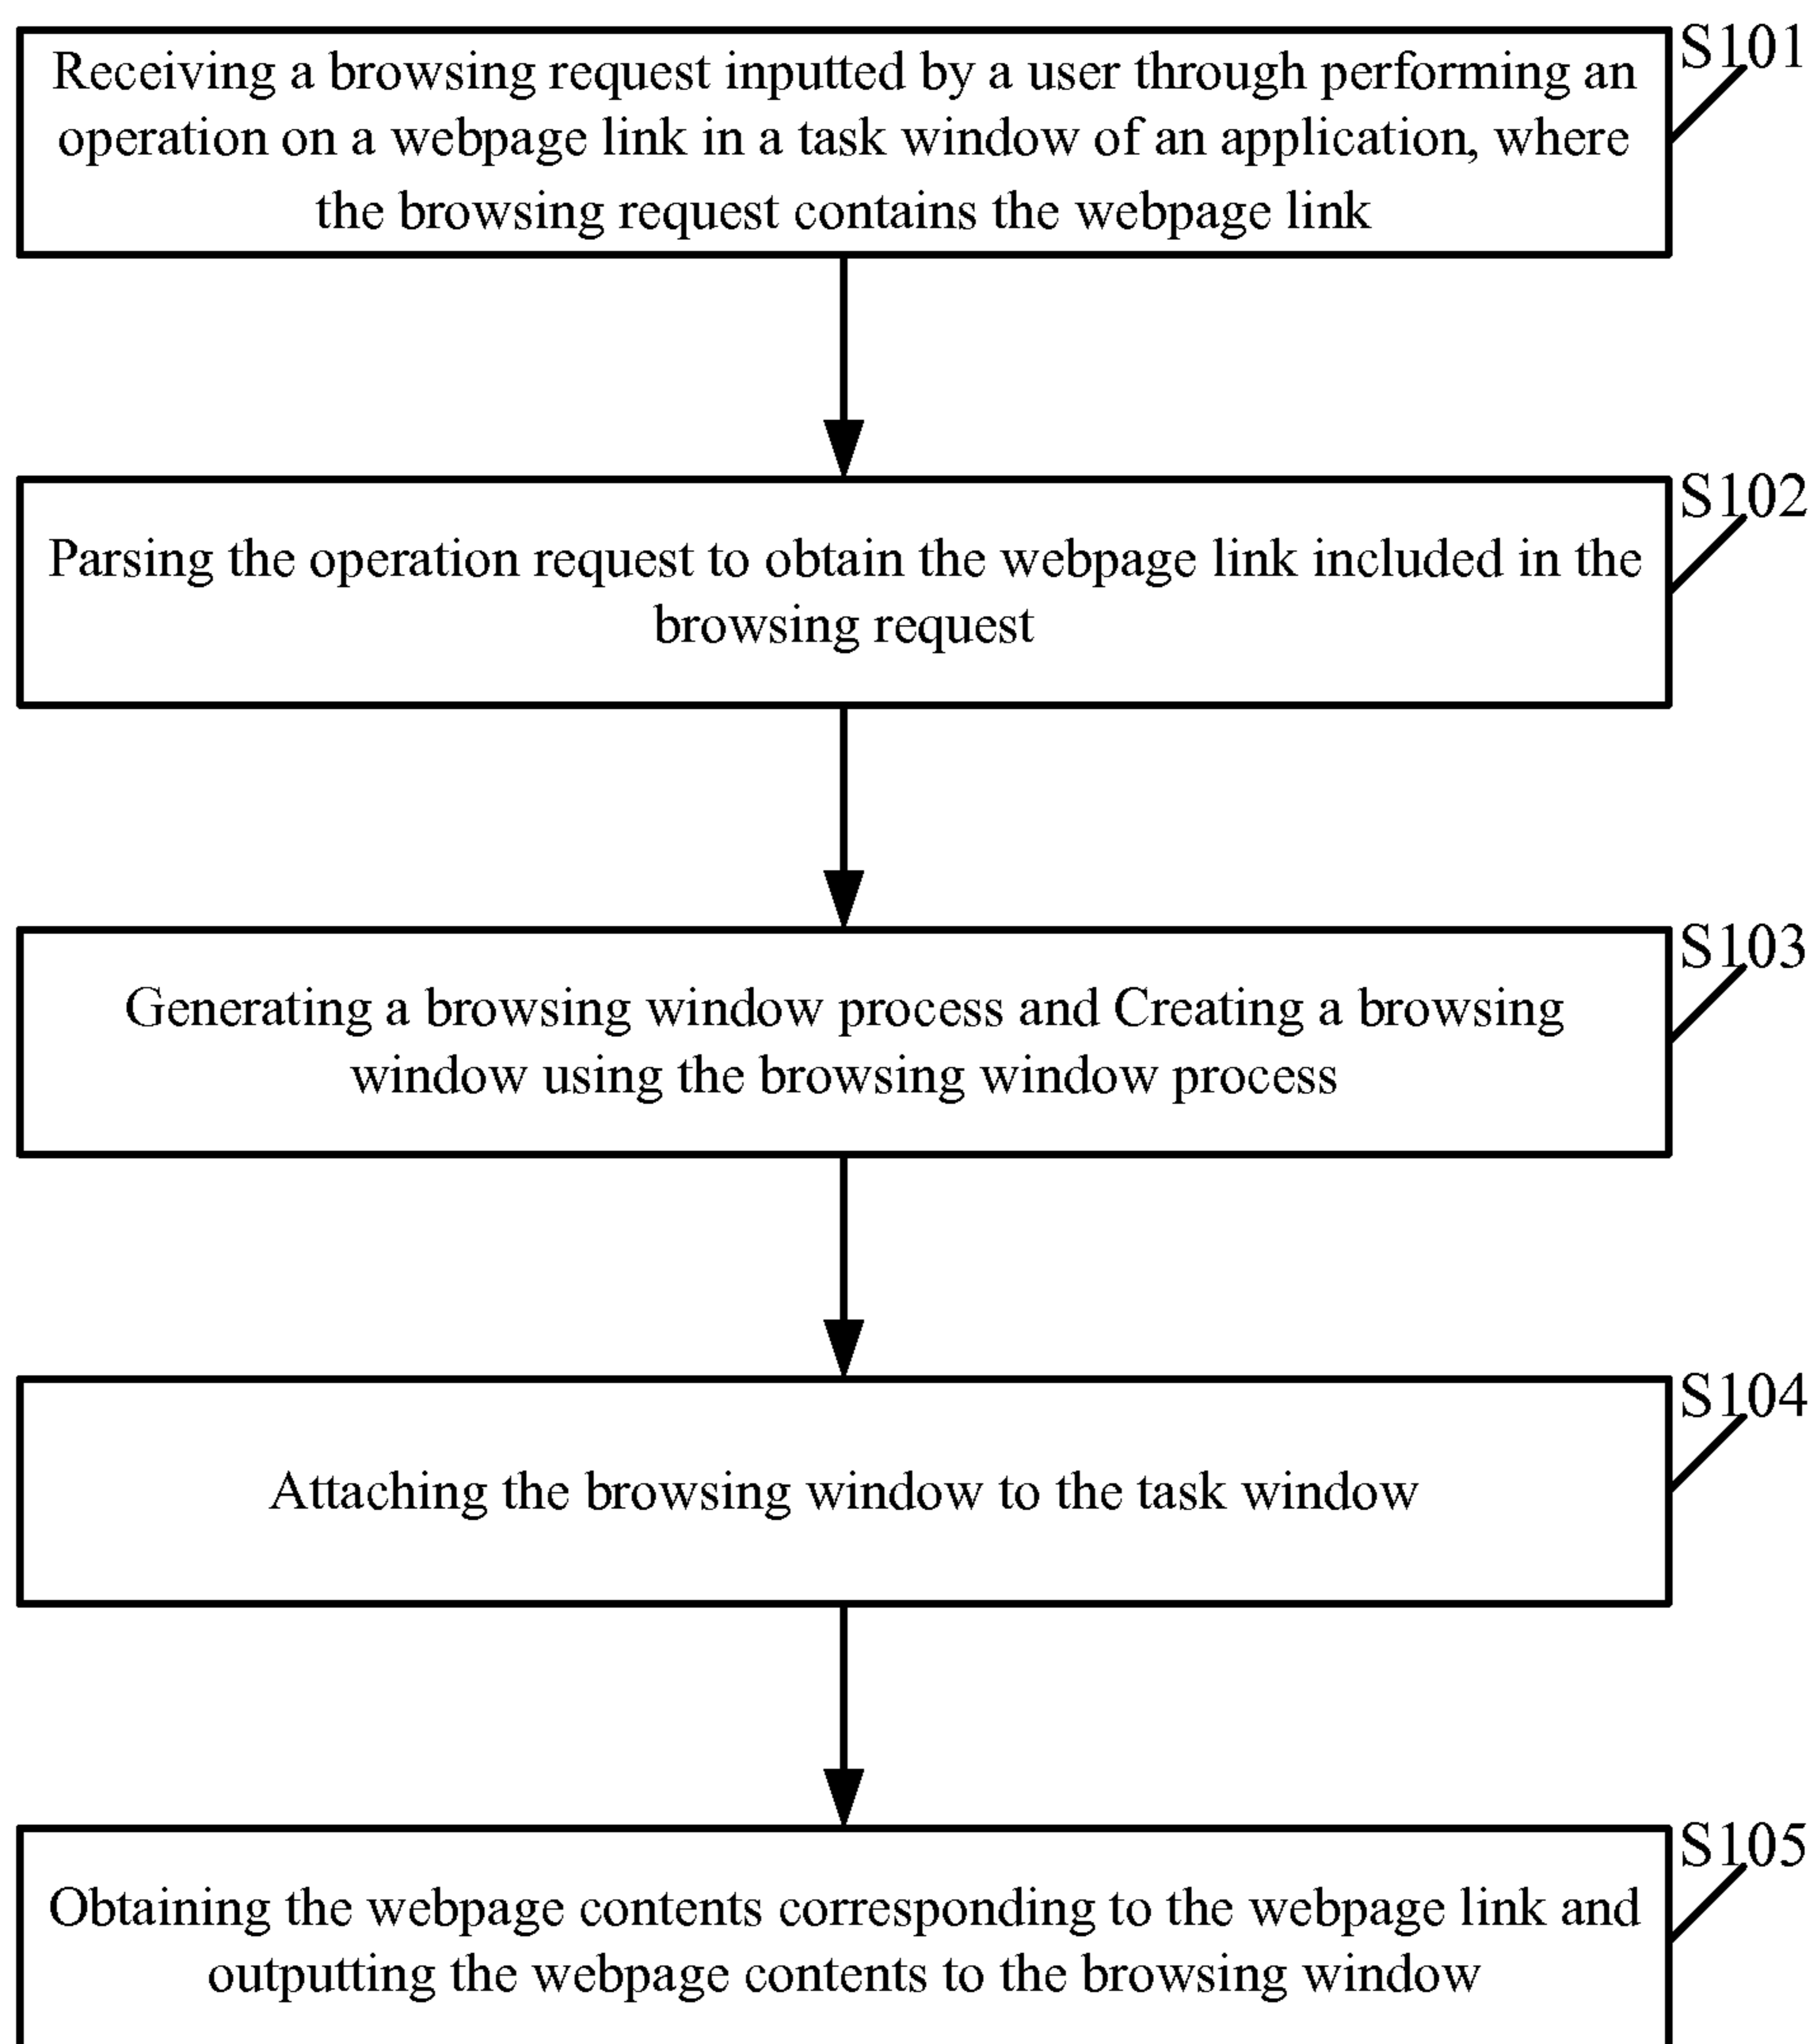 S101
Receiving a browsing request inputted by a user through performing an
operation on a webpage link in a task window of an application, where
the browsing request contains the webpage link
S102
Parsing the operation request to obtain the webpage link included in the
browsing request
S103
Generating a browsing window process and Creating a browsing
window using the browsing window process
S104
Attaching the browsing window to the task window
S105
Obtaining the webpage contents corresponding to the webpage link and
outputting the webpage contents to the browsing window